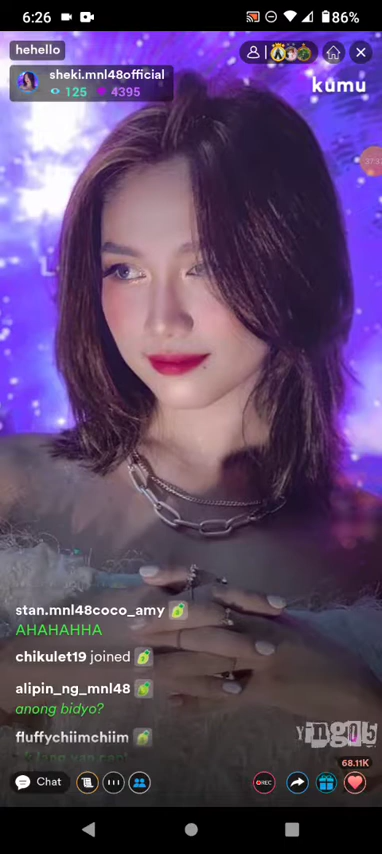 6:26
86%
hehello
sheki.mnl48official
125
4395
kumu
stan.mnl48coco_amy
AHAHAHHA
chikulet19 joined
alipin_ng_mnl48
anong bidyo?
fluffychiimchiim
68.11K
Chat
REC